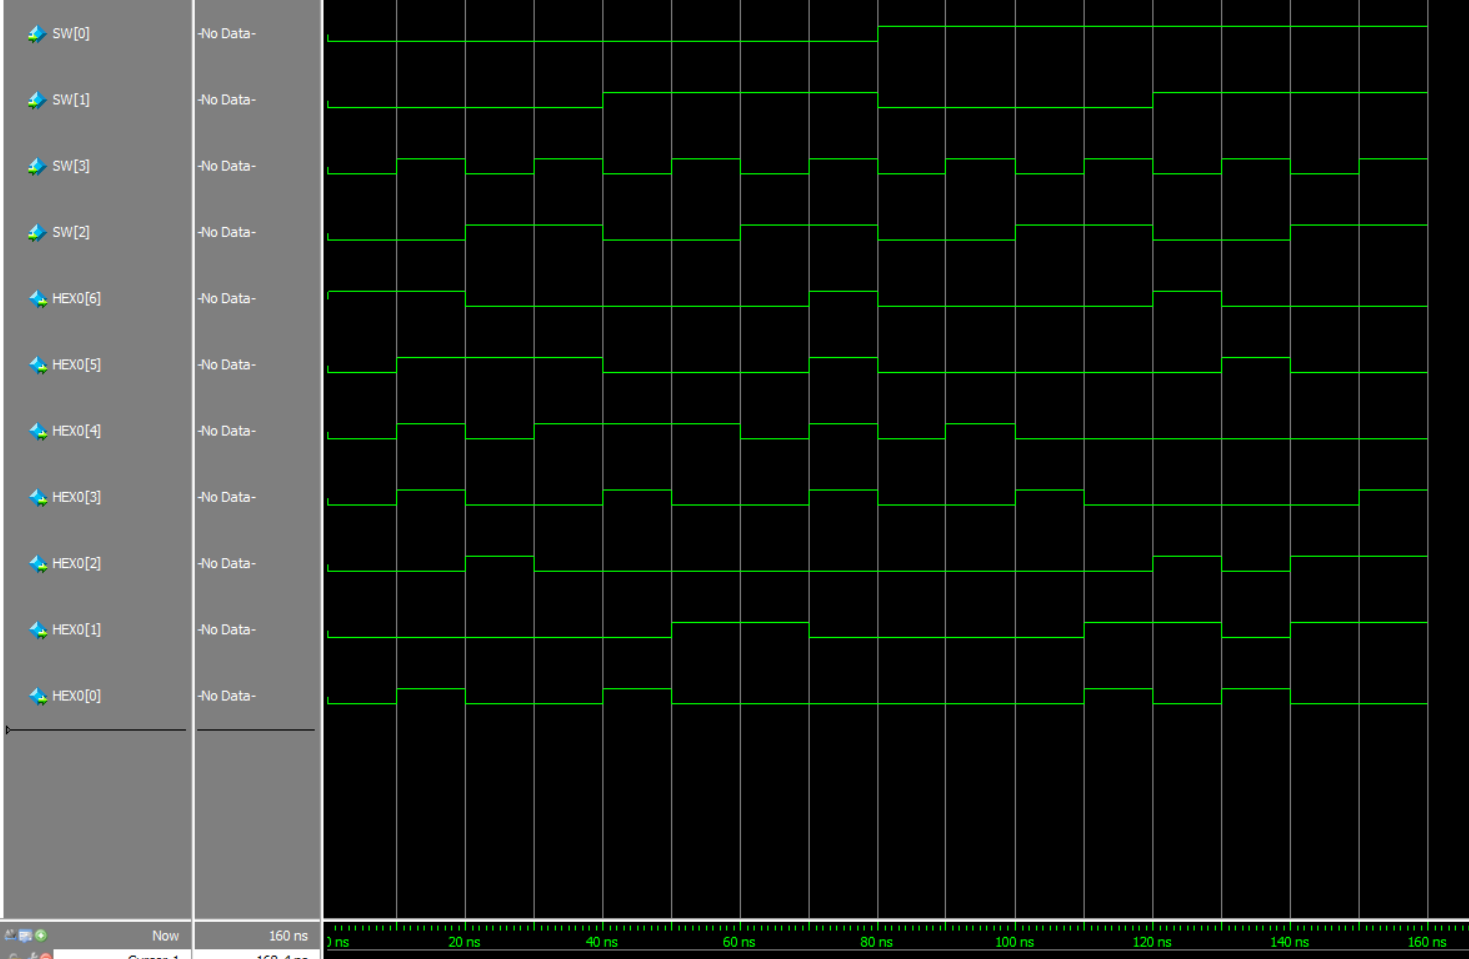 SW[0] -No Data-
SW[1] -No Data-
SW[3] -No Data-
SW[2] -No Data-
HEX0[6] -No Data-
HEX0[5] -No Data-
HEX0[4] -No Data-
HEX0[3] -No Data-
HEX0[2] -No Data-
HEX0[1] -No Data-
HEX0[0] -No Data-
Now 160 ns ns 20 ns 40 ns 60 ns 80 ns 100 ns 120 ns 140 ns 160 ns